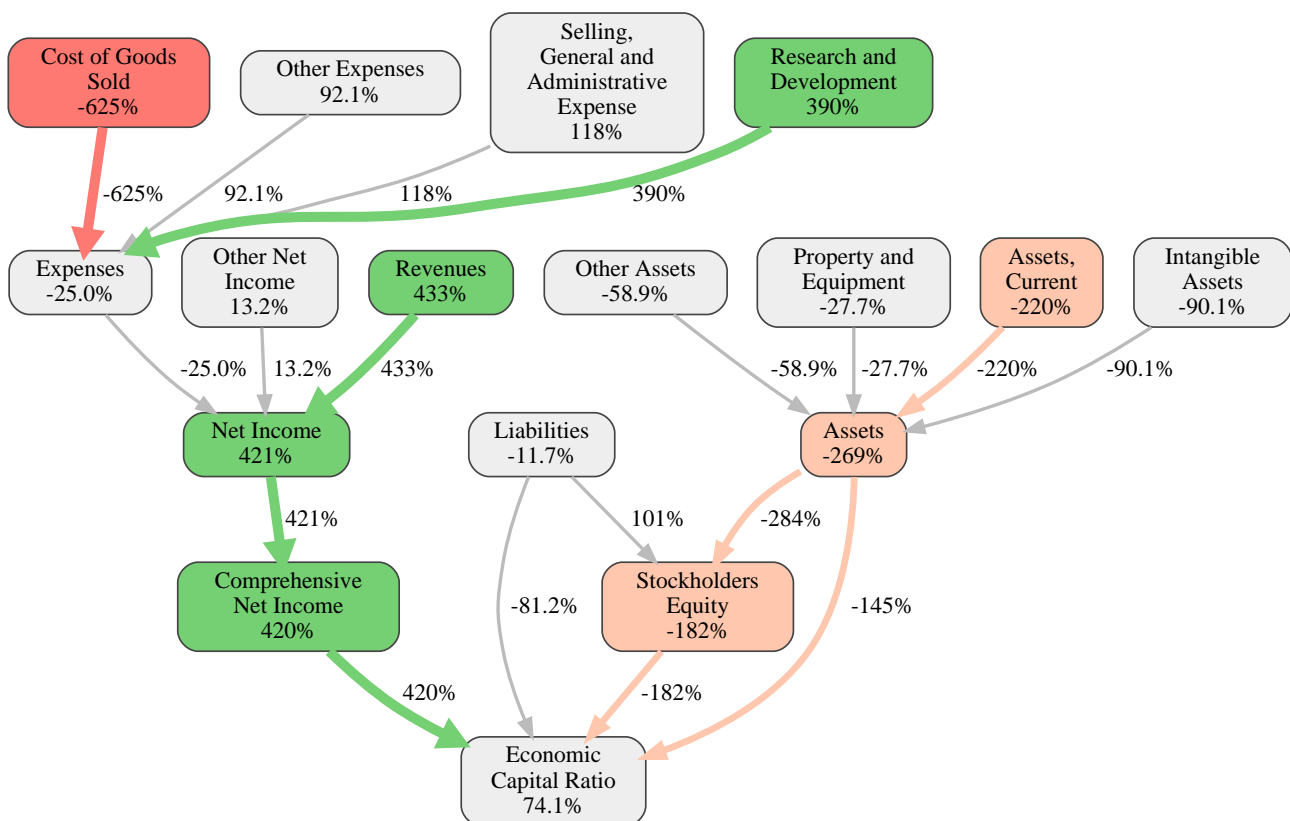 Cost of Goods
Sold
-625%
Other Expenses
92.1%
Selling,
General and
Administrative
Expense
118%
Research and
Development
390%
-625%
92.1%
118%
390%
Expenses
-25.0%
Other Net
Income
13.2%
Revenues
433%
Other Assets
-58.9%
Property and
Equipment
-27.7%
Assets,
Current
-220%
Intangible
Assets
-90.1%
-25.0%
13.2%
433%
-58.9%
-27.7%
-220%
-90.1%
Net Income
421%
Liabilities
-11.7%
Assets
-269%
421%
101%
-284%
Comprehensive
Net Income
420%
-81.2%
Stockholders
Equity
-182%
-145%
420%
-182%
Economic
Capital Ratio
74.1%